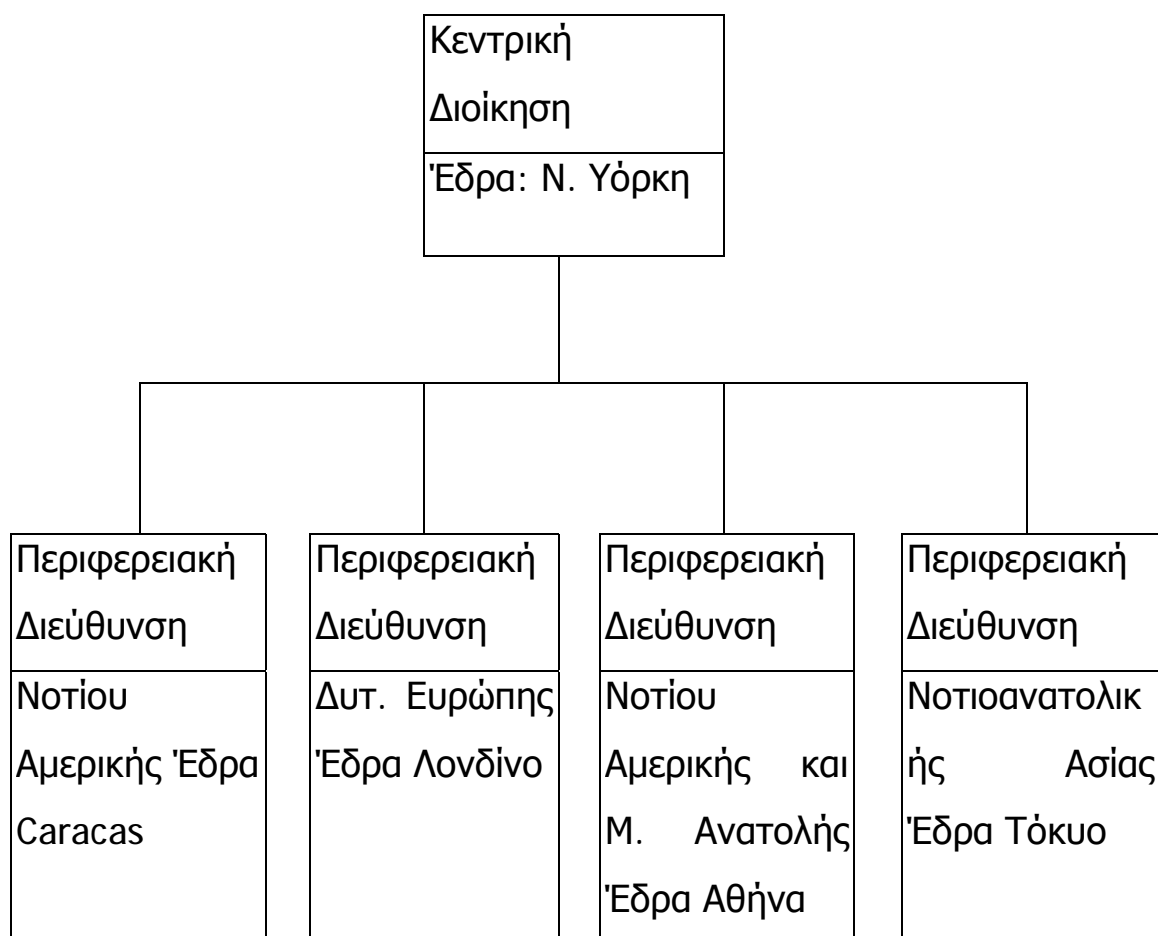 Κεντρική
Διοίκηση
Έδρα: Ν. Υόρκη
Περιφερειακή
Διεύθυνση
Νοτίου
Αμερικής Έδρα
Caracas
Περιφερειακή
Διεύθυνση
Δυτ. Ευρώπης
Έδρα Λονδίνο
Περιφερειακή
Διεύθυνση
Νοτίου
Αμερικής και
Μ. Ανατολής
Έδρα Αθήνα
Περιφερειακή
Διεύθυνση
Νοτιοανατολικ
ής Ασίας
Έδρα Τόκυο